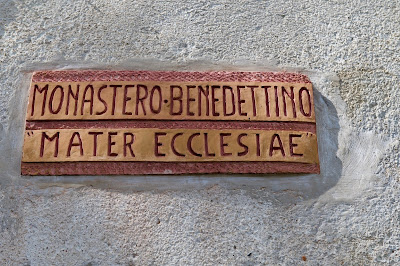 MONASTERO·BENEDETTINO
"MATER ECCLESIAE"